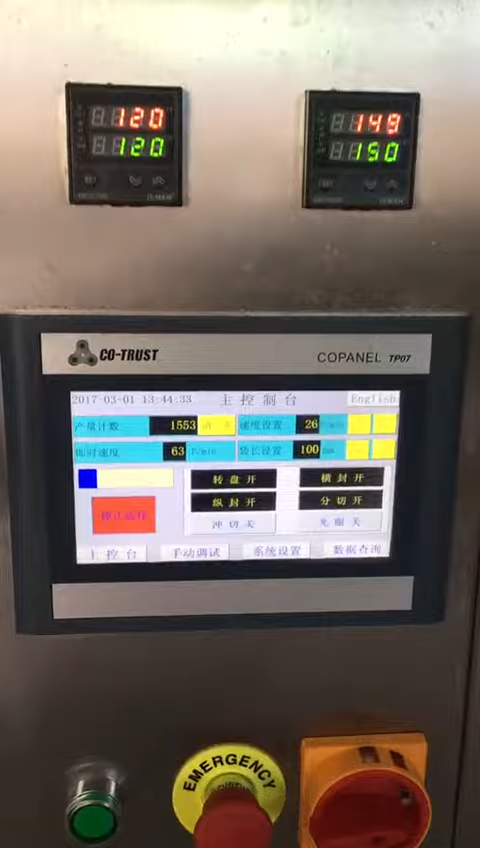 120
120
149
150
CO-TRUST
COPANEL TP07
2017-03-01 13:44:33 主控制台 English
产量计数 1553 速度设置 26
即时速度 63 P/min 袋长设置 100 mm
转盘开 横封开
纵封开 分切开
停止运行
冲切关 光眼关
主控台 手动调试 系统设置 数据查询
EMERGENCY